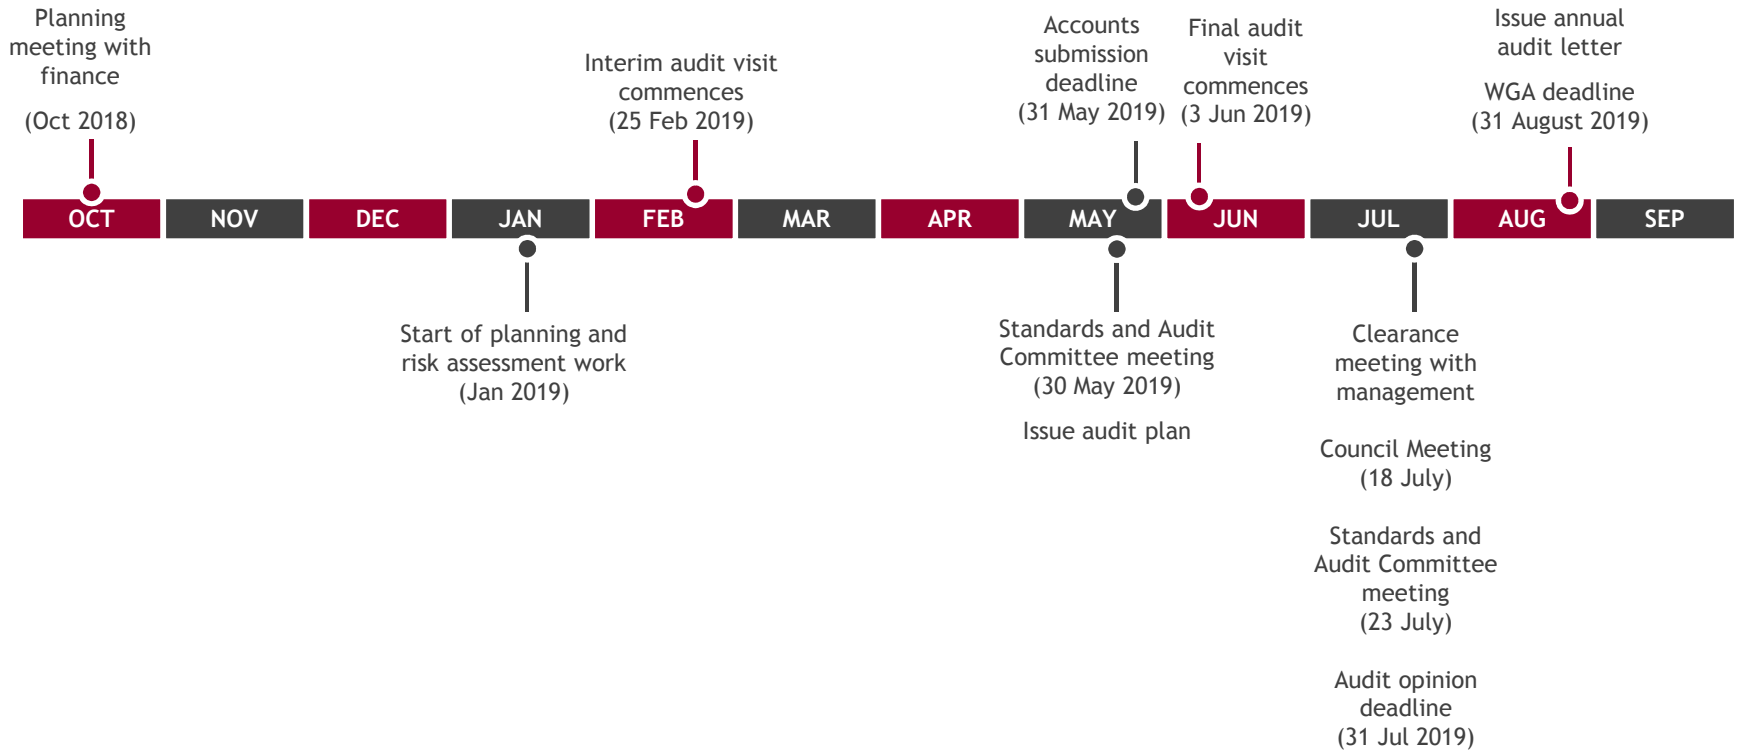 Planning
meeting with
finance
(Oct 2018)
Interim audit visit
commences
(25 Feb 2019)
Accounts
submission
deadline
(31 May 2019)
Final audit
visit
commences
(3 Jun 2019)
Issue annual
audit letter
WGA deadline
(31 August 2019)
OCT
NOV
DEC
JAN
FEB
MAR
APR
MAY
JUN
JUL
AUG
SEP
Start of planning and
risk assessment work
(Jan 2019)
Standards and Audit
Committee meeting
(30 May 2019)
Issue audit plan
Clearance
meeting with
management
Council Meeting
(18 July)
Standards and
Audit Committee
meeting
(23 July)
Audit opinion
deadline
(31 Jul 2019)